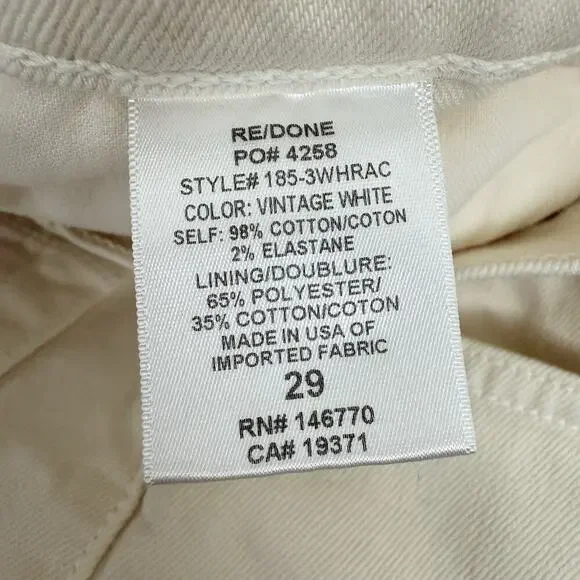 RE/DONE
PO# 4258
STYLE# 185-3WHRAC
COLOR: VINTAGE WHITE
SELF: 98% COTTON/COTON
2% ELASTANE
LINING/DOUBLURE:
65% POLYESTER/
35% COTTON/COTON
MADE IN USA OF
IMPORTED FABRIC
29
RN# 146770
CA# 19371